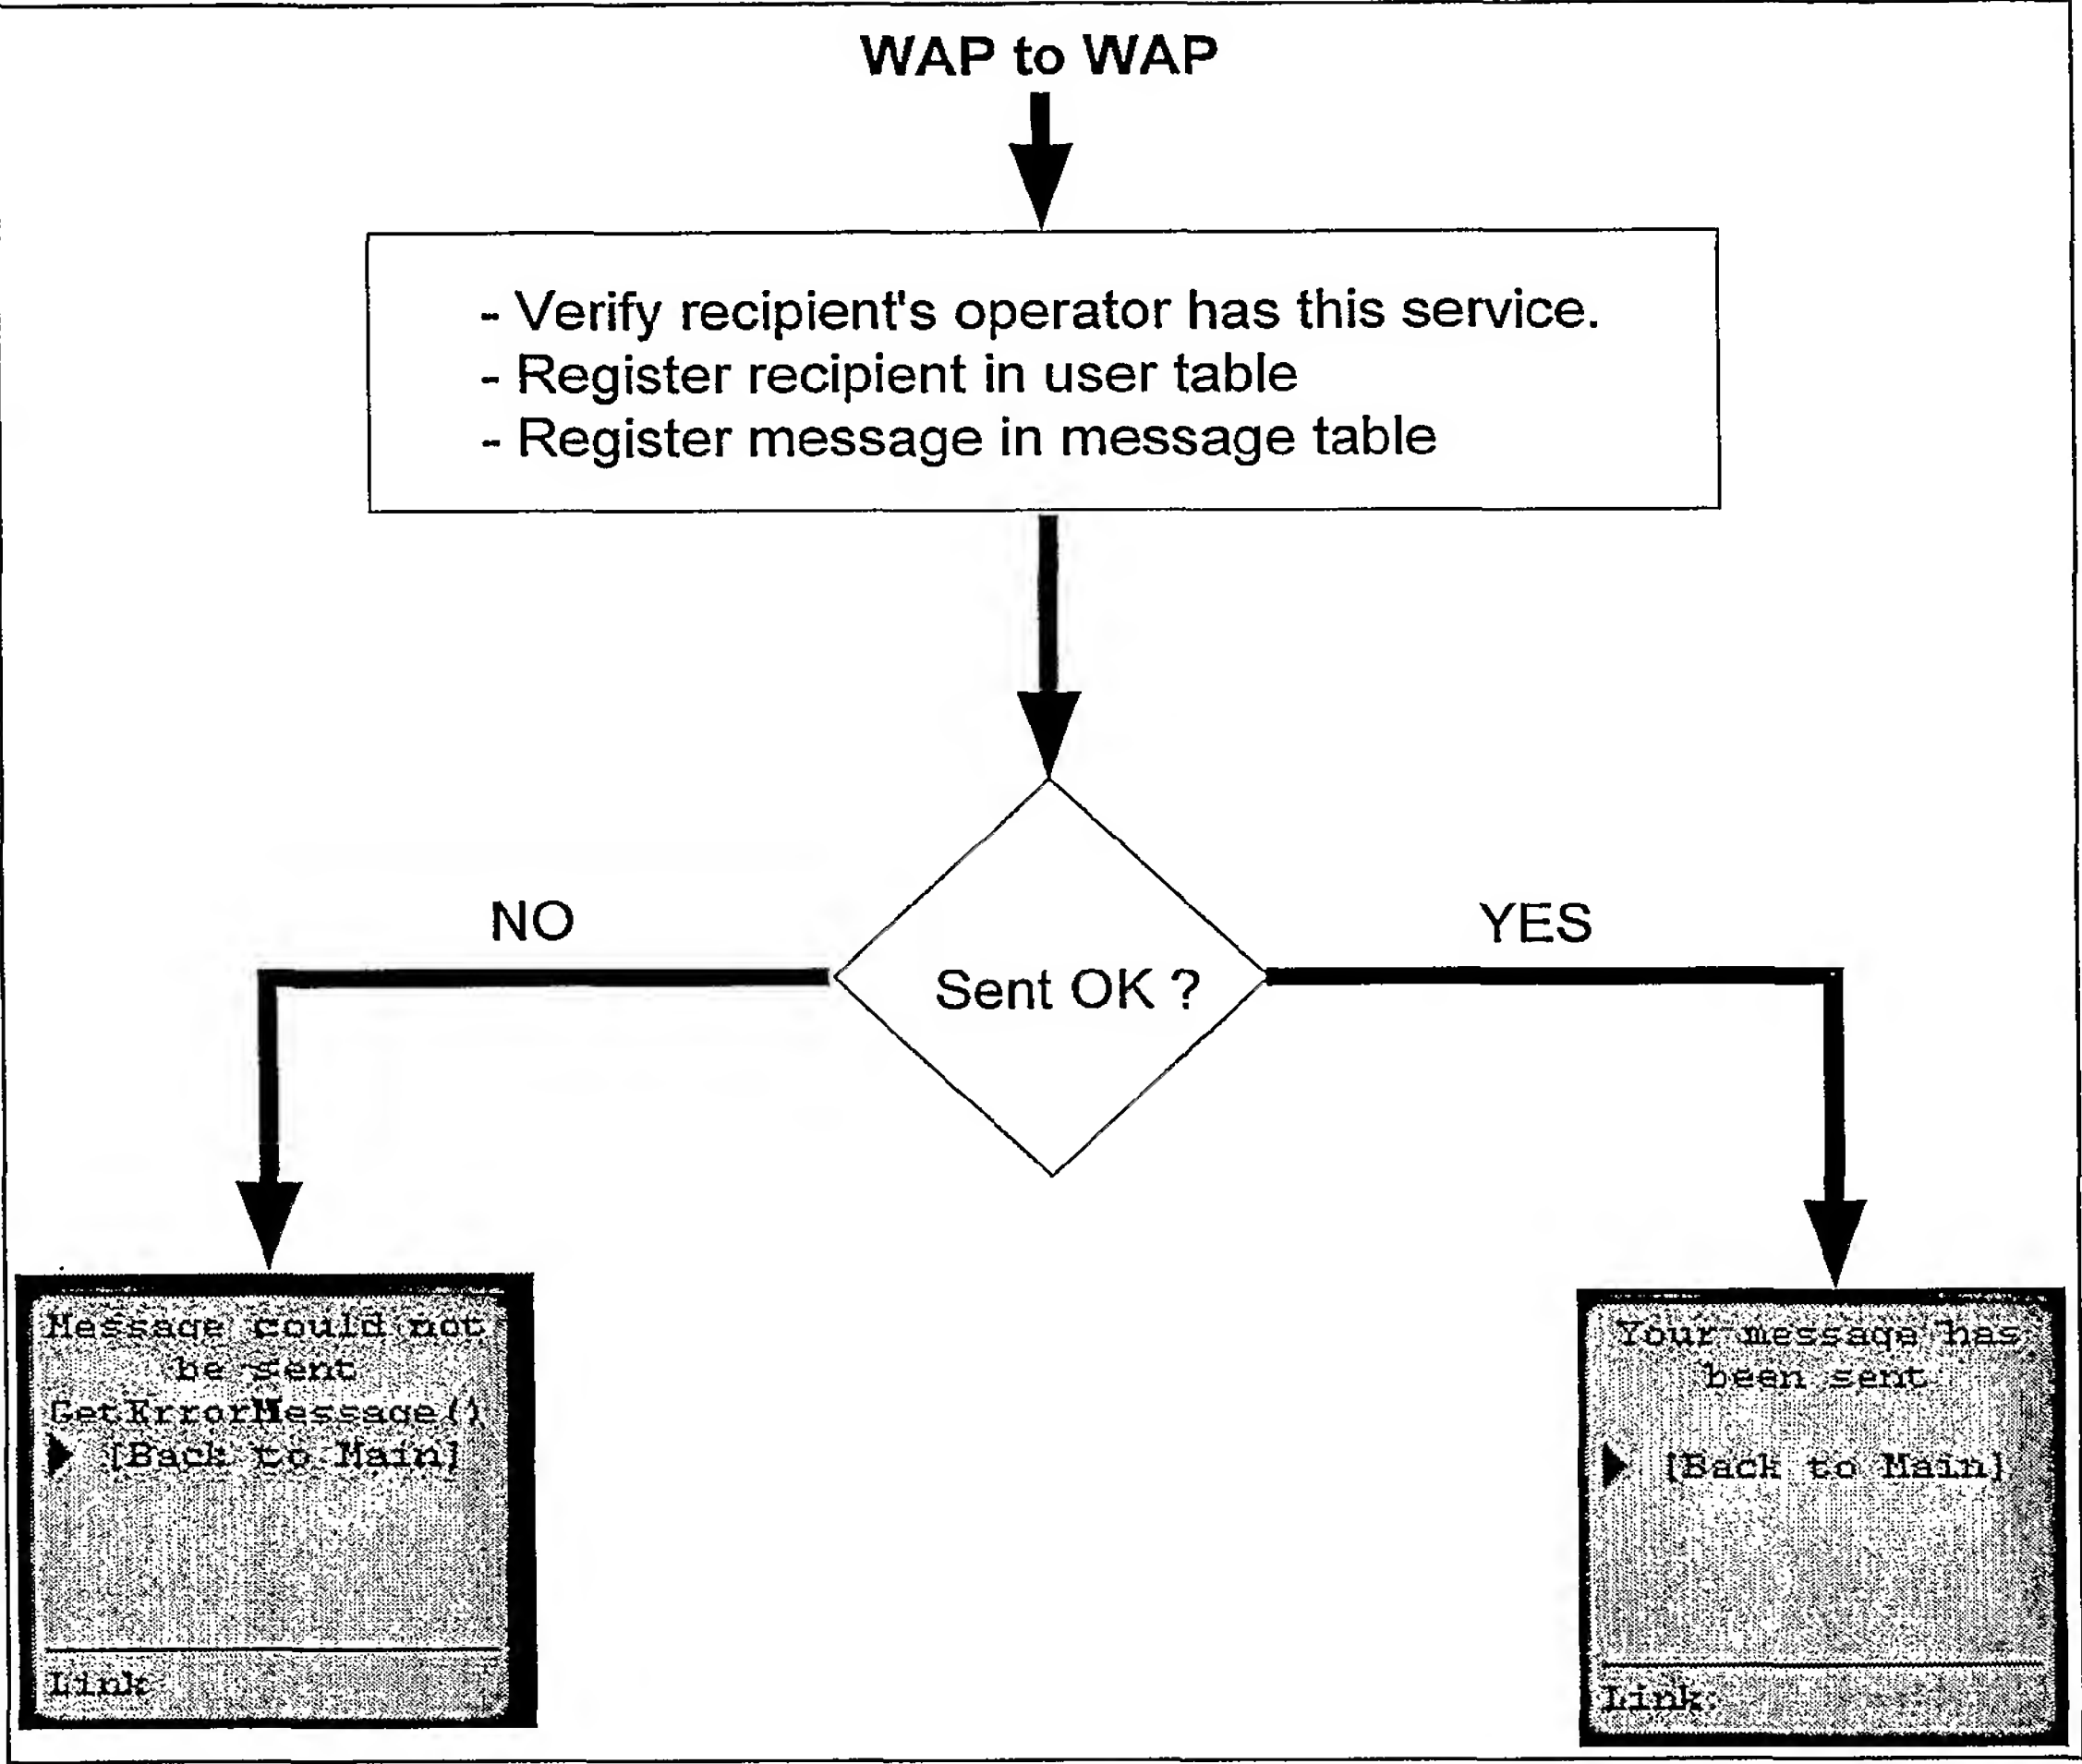 WAP to WAP
- Verify recipient's operator has this service.
- Register recipient in user table
- Register message in message table
NO
YES
Sent OK ?
Message could not
be sent
GetErrorMessage()
[Back to Main]
Link
Your message has
been sent
[Back to Main]
Link